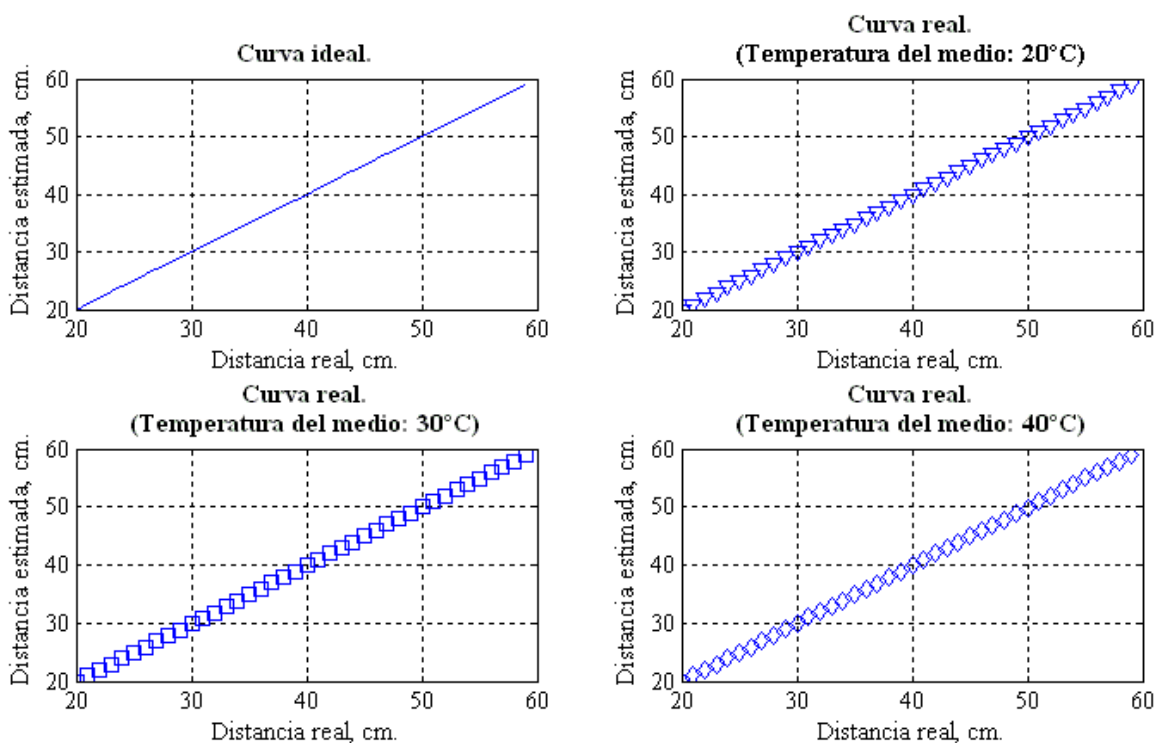 Curva ideal.
Distancia estimada, cm.
60
50
40
30
20
20 30 40 50 60
Distancia real, cm.
Curva real.
(Temperatura del medio: 20°C)
Distancia estimada, cm.
60
50
40
30
20
20 30 40 50 60
Distancia real, cm.
Curva real.
(Temperatura del medio: 30°C)
Distancia estimada, cm.
60
50
40
30
20
20 30 40 50 60
Distancia real, cm.
Curva real.
(Temperatura del medio: 40°C)
Distancia estimada, cm.
60
50
40
30
20
20 30 40 50 60
Distancia real, cm.